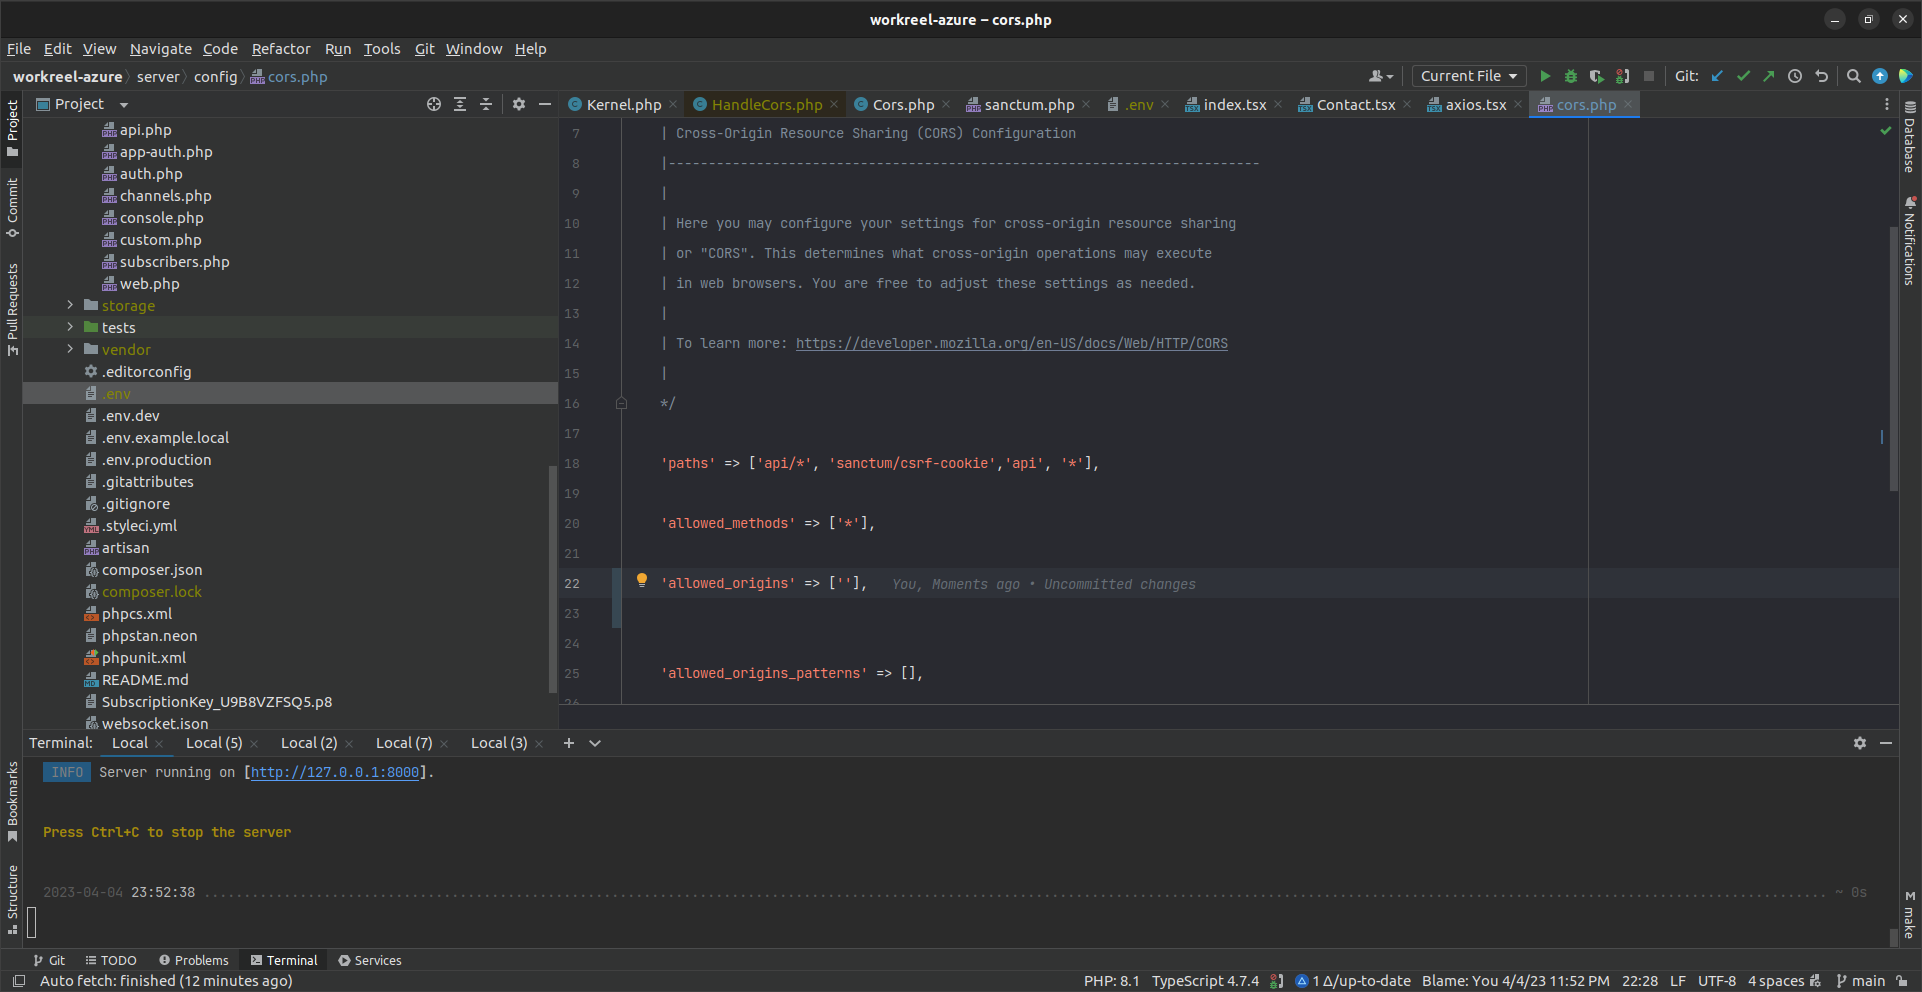 workreel-azure – cors.php
File Edit View Navigate Code Refactor Run Tools Git Window Help
workreel-azure server config cors.php
Current File
Git:
Project
Kernel.php
HandleCors.php
Cors.php
sanctum.php
.env
index.tsx
Contact.tsx
axios.tsx
cors.php
Project
Commit
Pull Requests
Bookmarks
Structure
api.php
app-auth.php
auth.php
channels.php
console.php
custom.php
subscribers.php
web.php
storage
tests
vendor
.editorconfig
.env
.env.dev
.env.example.local
.env.production
.gitattributes
.gitignore
.styleci.yml
artisan
composer.json
composer.lock
phpcs.xml
phpstan.neon
phpunit.xml
README.md
SubscriptionKey_U9B8VZFSQ5.p8
websocket.json
7 | Cross-Origin Resource Sharing (CORS) Configuration
8 |--------------------------------------------------------------------------
9 |
10 | Here you may configure your settings for cross-origin resource sharing
11 | or "CORS". This determines what cross-origin operations may execute
12 | in web browsers. You are free to adjust these settings as needed.
13 |
14 | To learn more: https://developer.mozilla.org/en-US/docs/Web/HTTP/CORS
15 |
16 */
17
18 'paths' => ['api/*', 'sanctum/csrf-cookie','api', '*'],
19
20 'allowed_methods' => ['*'],
21
22 'allowed_origins' => [''], You, Moments ago • Uncommitted changes
23
24
25 'allowed_origins_patterns' => [],
26
Database
Notifications
make
Terminal: Local Local (5) Local (2) Local (7) Local (3)
INFO Server running on [http://127.0.0.1:8000].
Press Ctrl+C to stop the server
2023-04-04 23:52:38 ........ ~ 0s
Git TODO Problems Terminal Services
Auto fetch: finished (12 minutes ago)
PHP: 8.1 TypeScript 4.7.4 1 Δ/up-to-date Blame: You 4/4/23 11:52 PM 22:28 LF UTF-8 4 spaces main